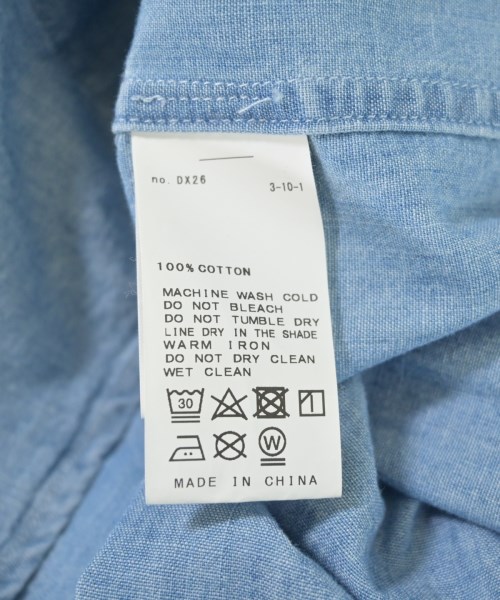 no. DX26 3-10-1
100% COTTON
MACHINE WASH COLD
DO NOT BLEACH
DO NOT TUMBLE DRY
LINE DRY IN THE SHADE
WARM IRON
DO NOT DRY CLEAN
WET CLEAN
30
W
MADE IN CHINA